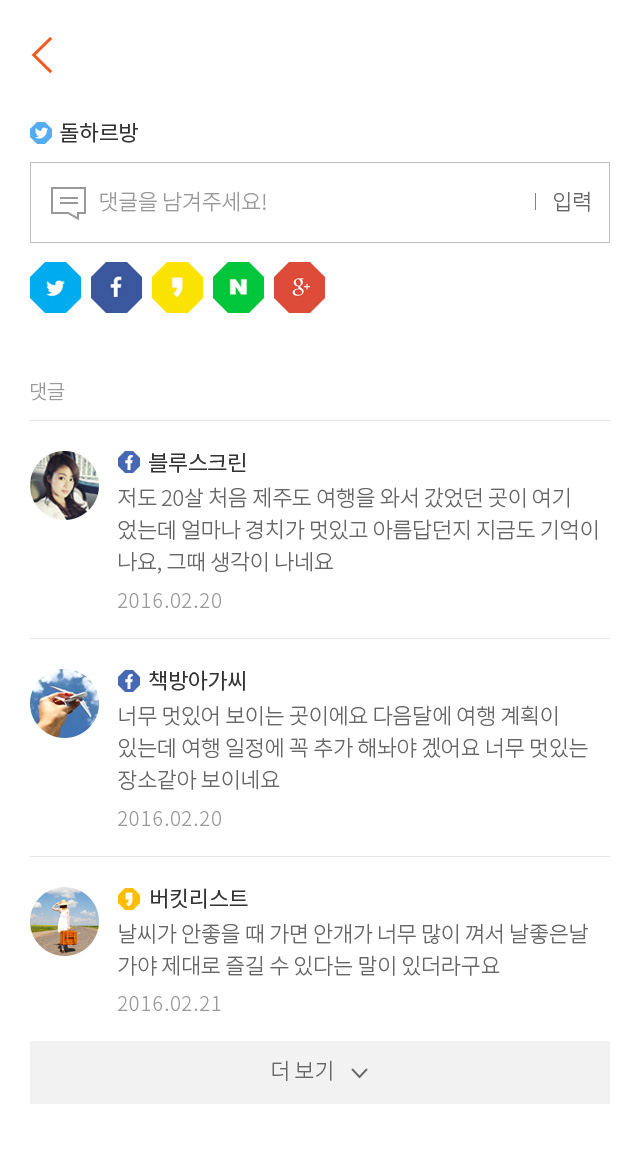 돌하르방
댓글을 남겨주세요!
입력
댓글
블루스크린
저도 20살 처음 제주도 여행을 와서 갔었던 곳이 여기
었는데 얼마나 경치가 멋있고 아름답던지 지금도 기억이
나요, 그때 생각이 나네요
2016.02.20
책방아가씨
너무 멋있어 보이는 곳이에요 다음달에 여행 계획이
있는데 여행 일정에 꼭 추가 해놔야 겠어요 너무 멋있는
장소같아 보이네요
2016.02.20
버킷리스트
날씨가 안좋을 때 가면 안개가 너무 많이 껴서 날좋은날
가야 제대로 즐길 수 있다는 말이 있더라구요
2016.02.21
더 보기